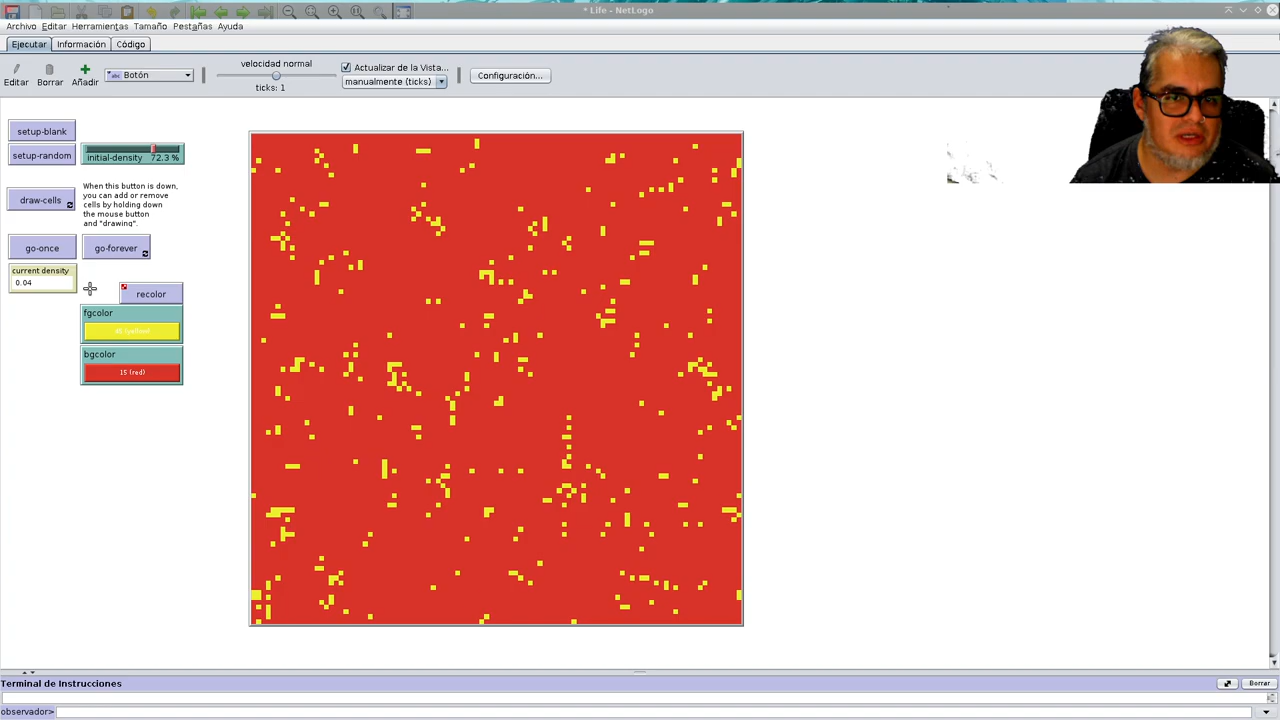 * Life - NetLogo
Archivo Editar Herramientas Tamaño Pestañas Ayuda
Ejecutar Información Código
Editar Borrar Añadir
abc Botón
velocidad normal
ticks: 1
Actualizar de la Vista...
manualmente (ticks)
Configuración...
setup-blank
setup-random
initial-density 72.3 %
draw-cells
When this button is down,
you can add or remove
cells by holding down
the mouse button
and "drawing".
go-once
go-forever
current density
0.04
recolor
fgcolor
45 (yellow)
bgcolor
15 (red)
Terminal de Instrucciones
Borrar
observador>